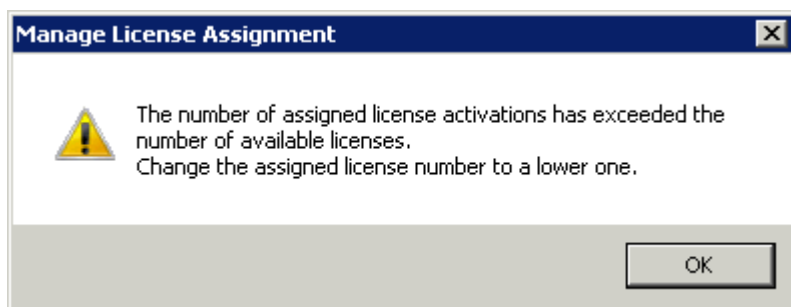 Manage License Assignment
The number of assigned license activations has exceeded the
number of available licenses.
Change the assigned license number to a lower one.
OK